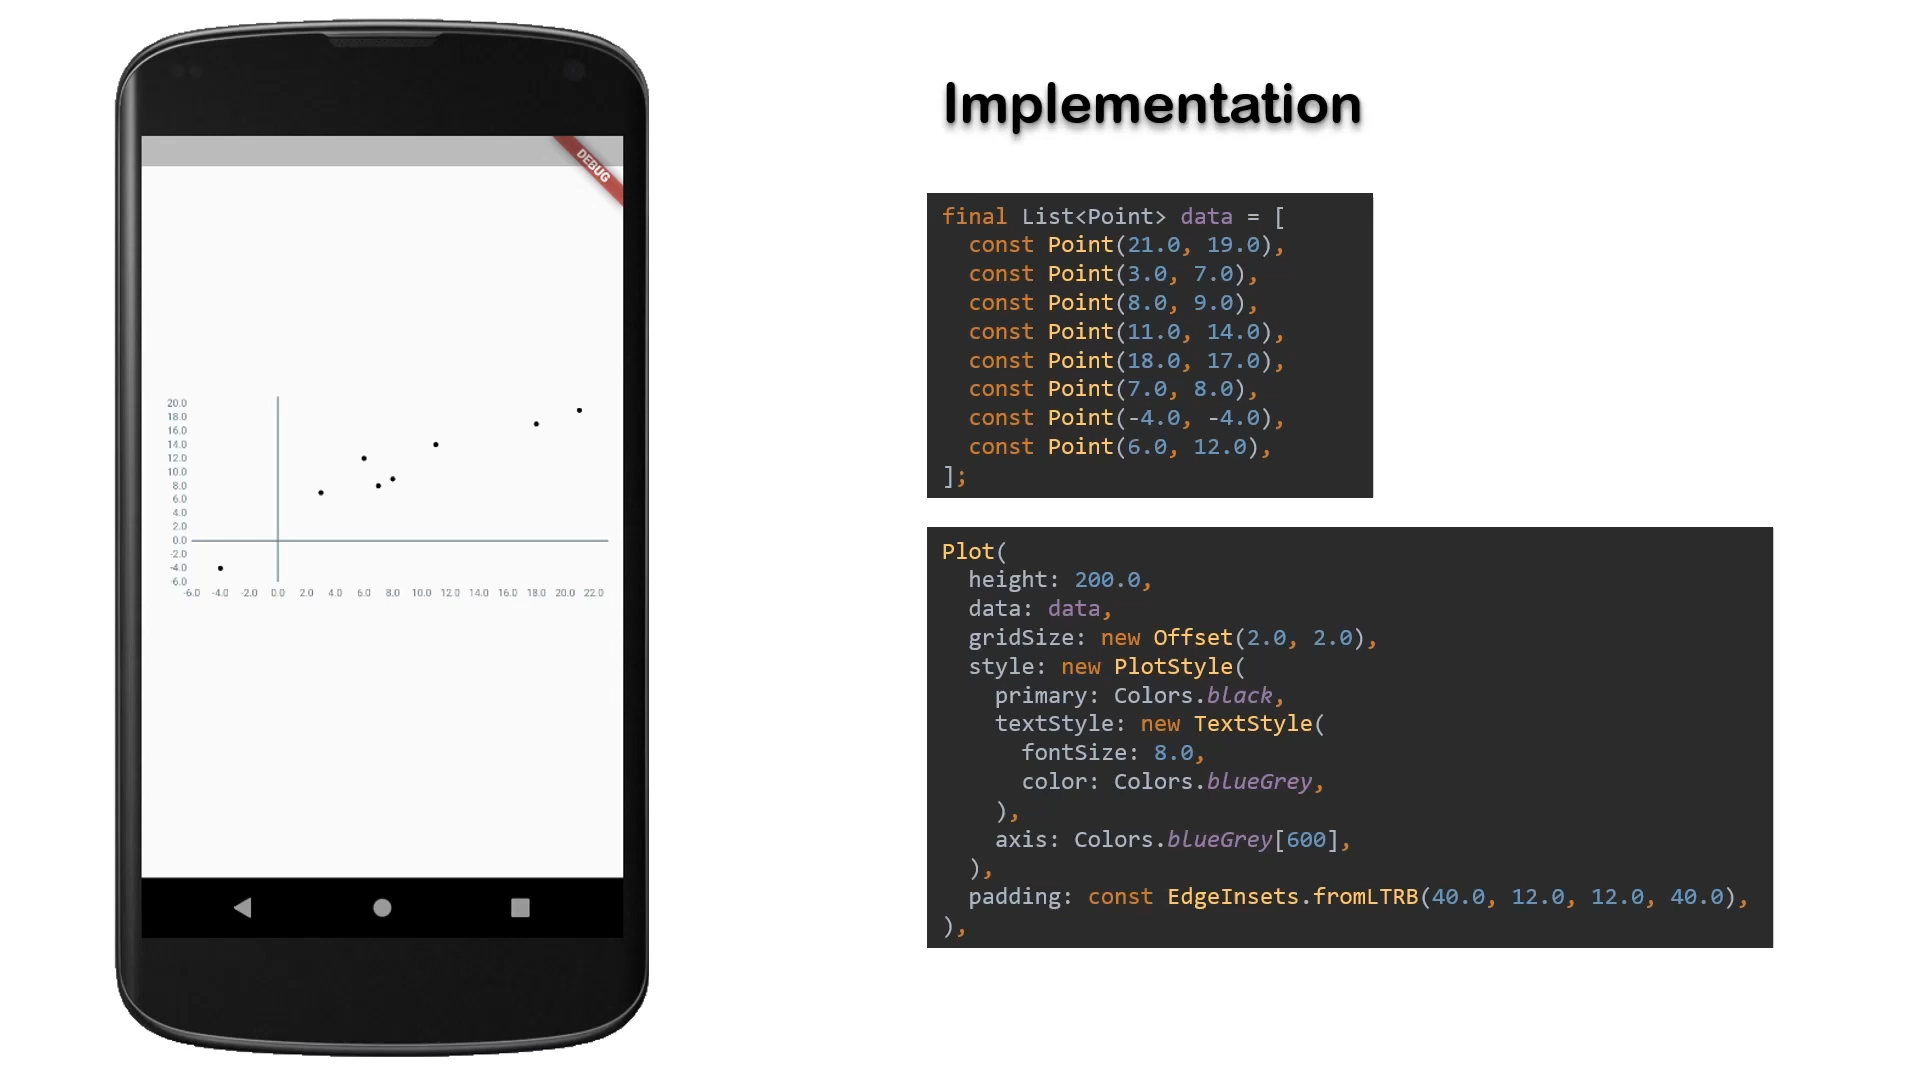 DEBUG
20.0
18.0
16.0
14.0
12.0
10.0
8.0
6.0
4.0
2.0
0.0
-2.0
-4.0
-6.0
-6.0 -4.0 -2.0 0.0 2.0 4.0 6.0 8.0 10.0 12.0 14.0 16.0 18.0 20.0 22.0
Implementation
final List<Point> data = [
  const Point(21.0, 19.0),
  const Point(3.0, 7.0),
  const Point(8.0, 9.0),
  const Point(11.0, 14.0),
  const Point(18.0, 17.0),
  const Point(7.0, 8.0),
  const Point(-4.0, -4.0),
  const Point(6.0, 12.0),
];
Plot(
  height: 200.0,
  data: data,
  gridSize: new Offset(2.0, 2.0),
  style: new PlotStyle(
    primary: Colors.black,
    textStyle: new TextStyle(
      fontSize: 8.0,
      color: Colors.blueGrey,
    ),
    axis: Colors.blueGrey[600],
  ),
  padding: const EdgeInsets.fromLTRB(40.0, 12.0, 12.0, 40.0),
),